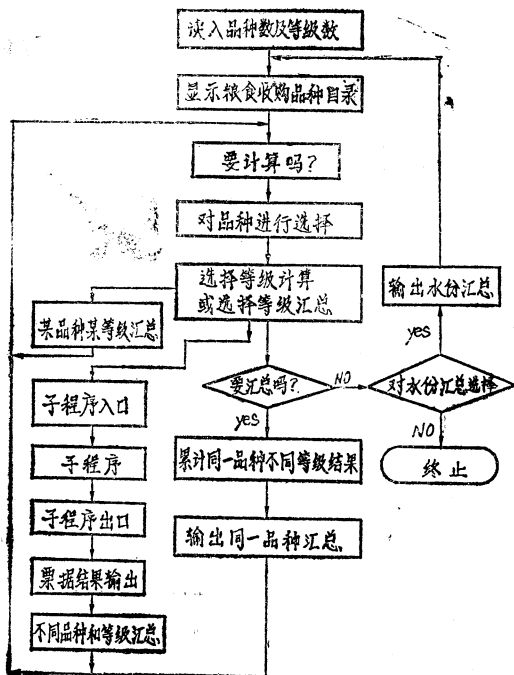 读入品种数及等级数
显示粮食收购品种目录
要计算吗?
对品种进行选择
选择等级计算
或选择等级汇总
输出水份汇总
某品种某等级汇总
yes
要汇总吗?
NO
对水份汇总选择
子程序入口
yes
NO
子程序
累计同一品种不同等级结果
终止
子程序出口
输出同一品种汇总
票据结果输出
不同品种和等级汇总